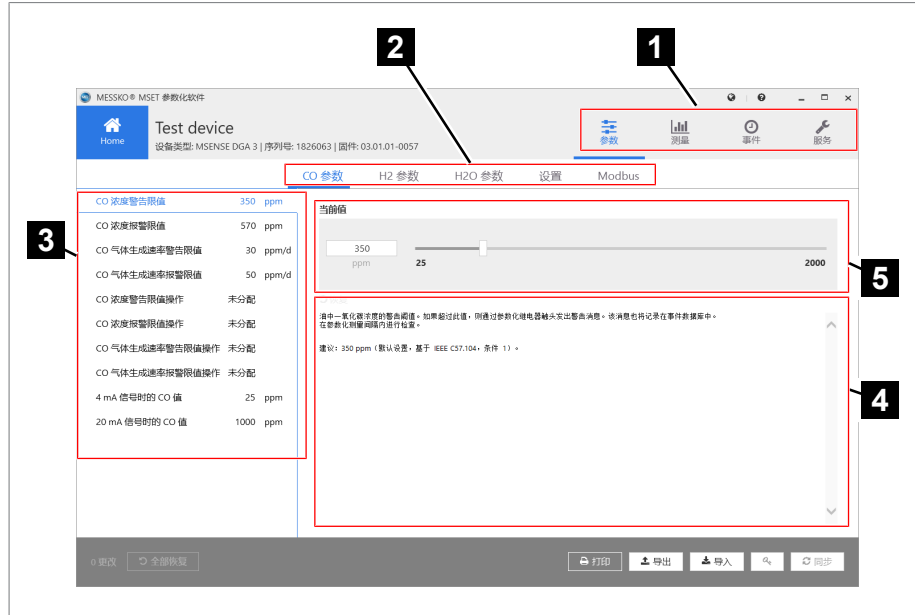 2
1
MESSKO® MSET 参数化软件
Home
Test device
设备类型: MSENSE DGA 3 | 序列号: 1826063 | 固件: 03.01.01-0057
参数
测量
事件
服务
CO 参数
H2 参数
H2O 参数
设置
Modbus
3
CO 浓度警告限值 350 ppm
CO 浓度报警限值 570 ppm
CO 气体生成速率警告限值 30 ppm/d
CO 气体生成速率报警限值 50 ppm/d
CO 浓度警告限值操作 未分配
CO 浓度报警限值操作 未分配
CO 气体生成速率警告限值操作 未分配
CO 气体生成速率报警限值操作 未分配
4 mA 信号时的 CO 值 25 ppm
20 mA 信号时的 CO 值 1000 ppm
当前值
350
ppm
25
2000
5
油中一氧化碳浓度的警告阈值。如果超过此值，则通过参数化继电器触头发出警告消息。该消息也将记录在事件数据库中。
在参数化测量间隔内进行检查。
建议：350 ppm（默认设置，基于 IEEE C57.104，条件 1）。
4
0 更改
全部恢复
打印
导出
导入
同步